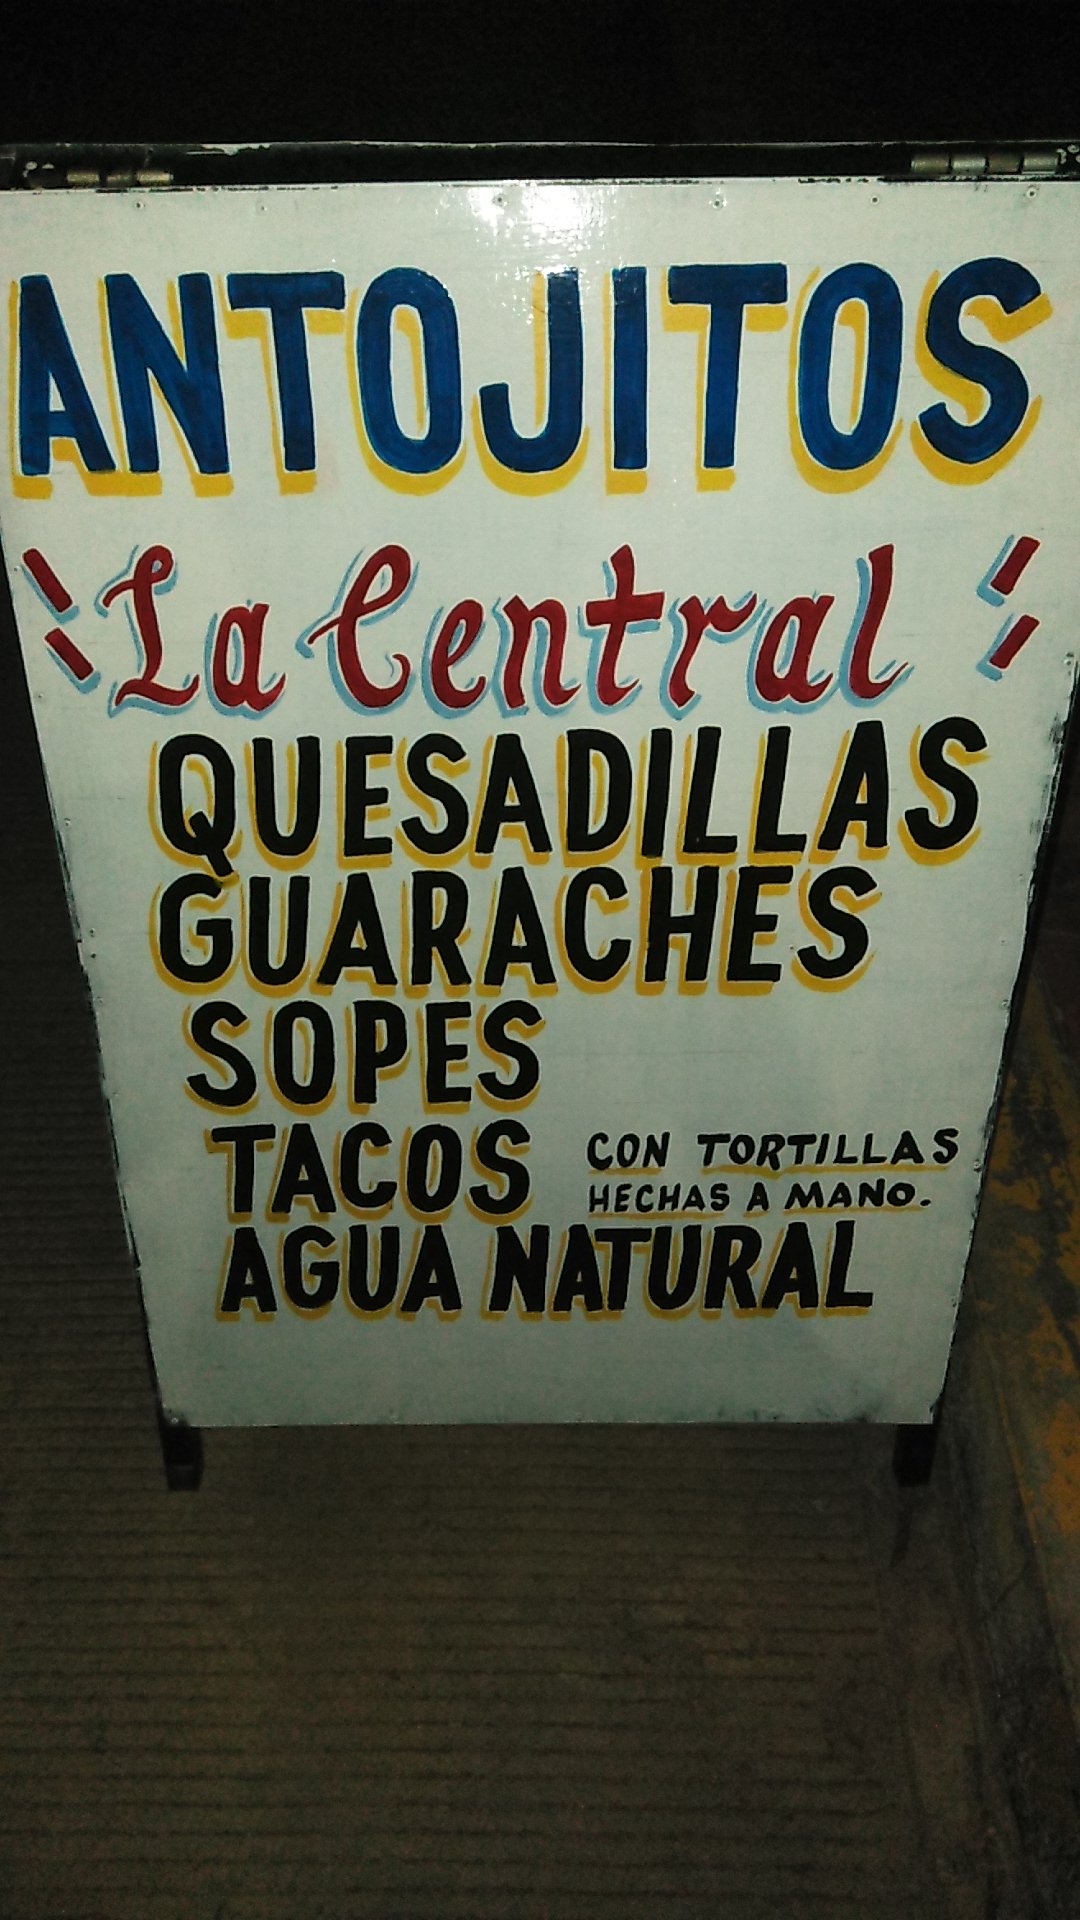 ANTOJITOS
"La Central"
QUESADILLAS
GUARACHES
SOPES
TACOS CON TORTILLAS
HECHAS A MANO.
AGUA NATURAL